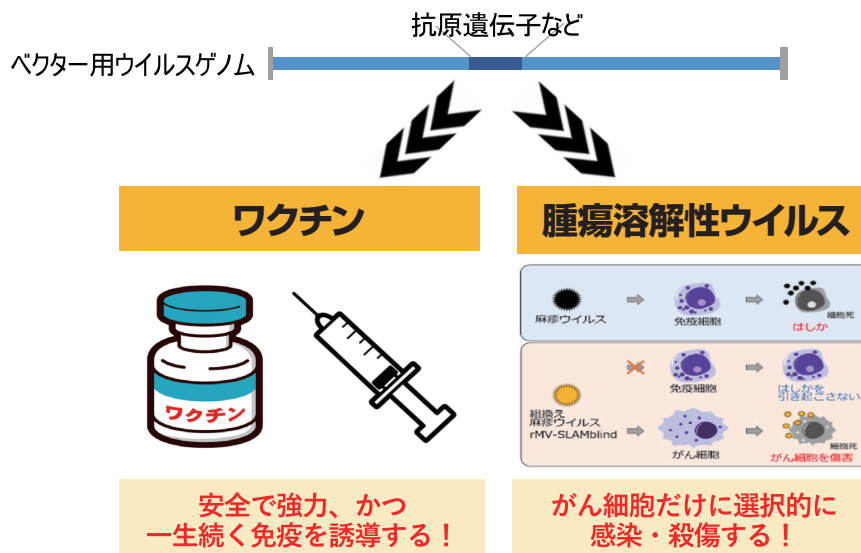 抗原遺伝子など
ベクター用ウイルスゲノム
ワクチン
ワクチン
安全で強力、かつ
一生続く免疫を誘導する！
腫瘍溶解性ウイルス
麻疹ウイルス
免疫細胞
細胞死
はしか
組換え
麻疹ウイルス
rMV-SLAMblind
免疫細胞
はしかを
引き起こさない
がん細胞
細胞死
がん細胞を傷害
がん細胞だけに選択的に
感染・殺傷する！